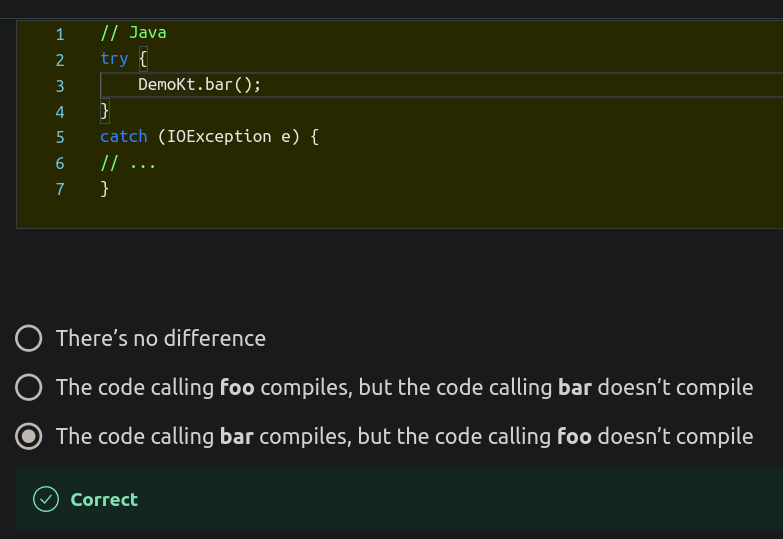 1 // Java
2 try {
3 DemoKt.bar();
4 }
5 catch (IOException e) {
6 // ...
7 }
There’s no difference
The code calling foo compiles, but the code calling bar doesn’t compile
The code calling bar compiles, but the code calling foo doesn’t compile
Correct